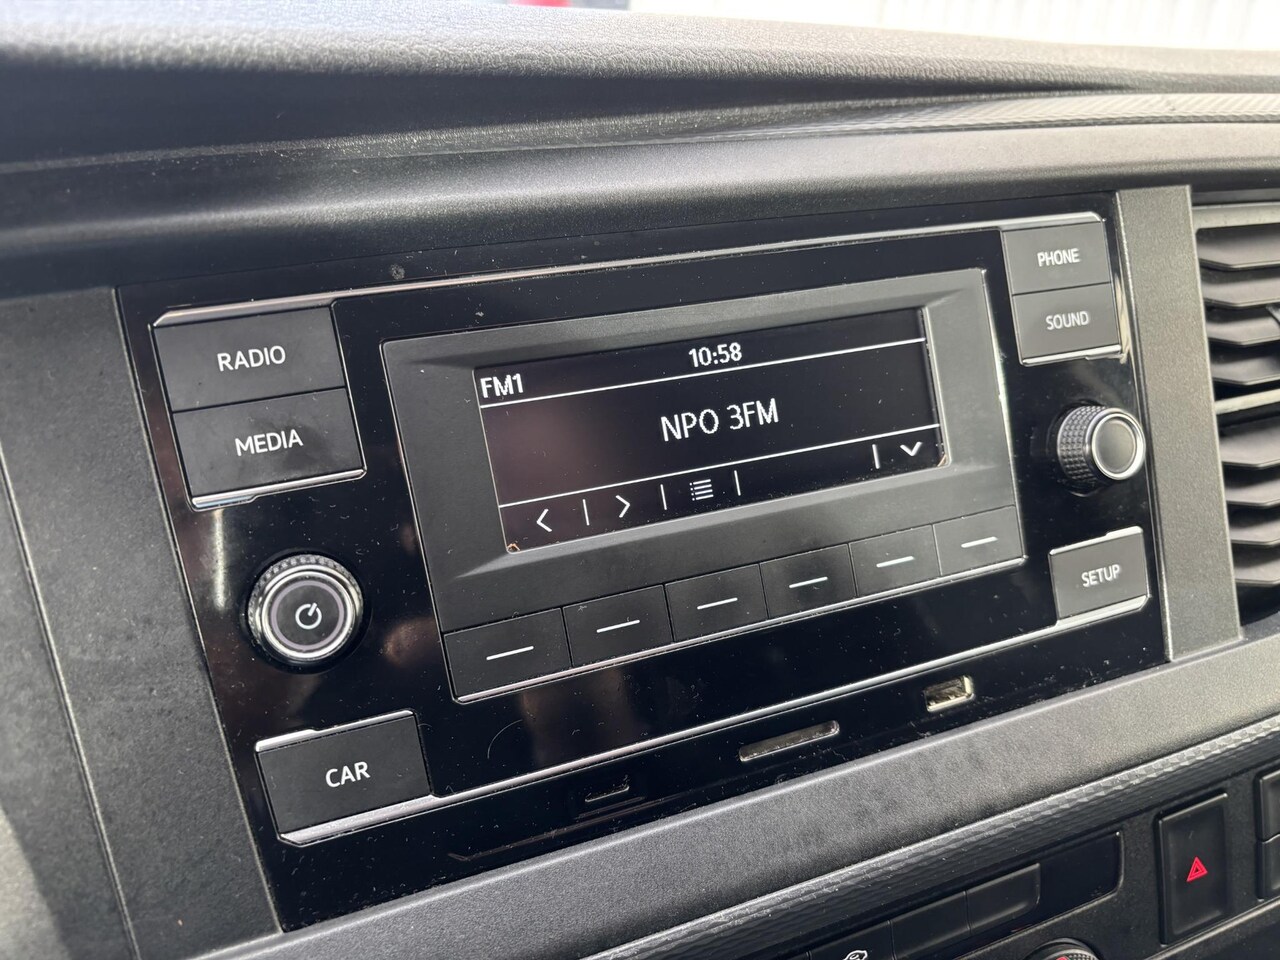 RADIO
MEDIA
CAR
10:58
FM1
NPO 3FM
PHONE
SOUND
SETUP